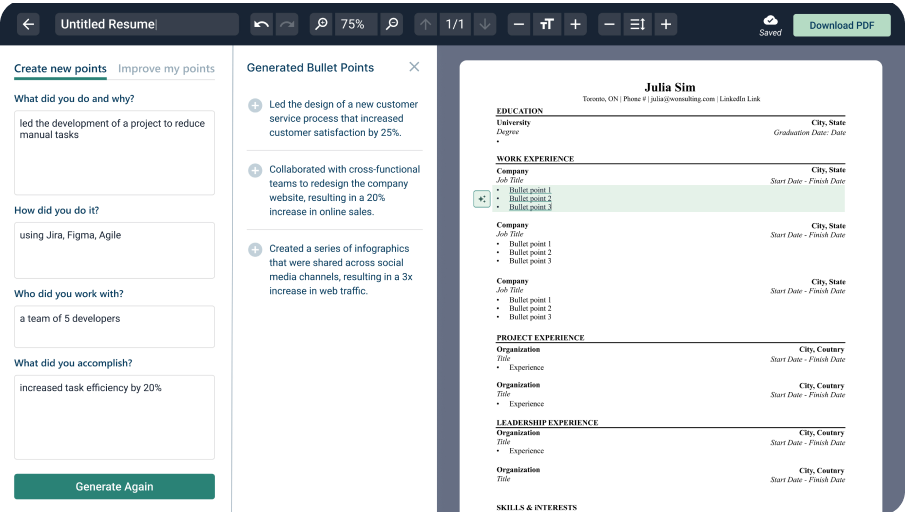 Untitled Resume
75%
1/1
Saved
Download PDF
Create new points
Improve my points
What did you do and why?
led the development of a project to reduce
manual tasks
How did you do it?
using Jira, Figma, Agile
Who did you work with?
a team of 5 developers
What did you accomplish?
increased task efficiency by 20%
Generate Again
Generated Bullet Points
Led the design of a new customer
service process that increased
customer satisfaction by 25%.
Collaborated with cross-functional
teams to redesign the company
website, resulting in a 20%
increase in online sales.
Created a series of infographics
that were shared across social
media channels, resulting in a 3x
increase in web traffic.
Julia Sim
Toronto, ON | Phone # | julia@wonsulting.com | LinkedIn Link
EDUCATION
University City, State
Degree Graduation Date: Date
•
WORK EXPERIENCE
Company City, State
Job Title Start Date - Finish Date
• Bullet point 1
• Bullet point 2
• Bullet point 3
Company City, State
Job Title Start Date - Finish Date
• Bullet point 1
• Bullet point 2
• Bullet point 3
Company City, State
Job Title Start Date - Finish Date
• Bullet point 1
• Bullet point 2
• Bullet point 3
PROJECT EXPERIENCE
Organization City, Coutnry
Title Start Date - Finish Date
• Experience
Organization City, Coutnry
Title Start Date - Finish Date
• Experience
LEADERSHIP EXPERIENCE
Organization City, Coutnry
Title Start Date - Finish Date
• Experience
Organization City, Coutnry
Title Start Date - Finish Date
SKILLS & iNTERESTS